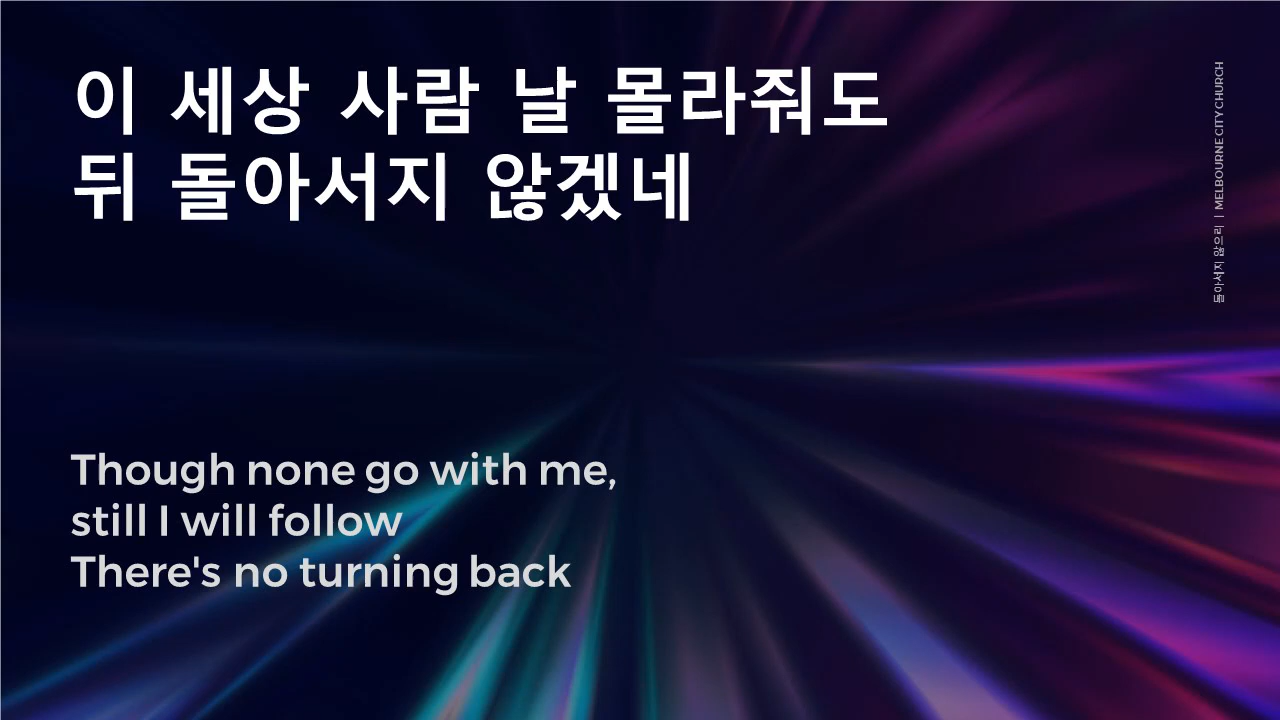 이 세상 사람 날 몰라줘도
뒤 돌아서지 않겠네
Though none go with me,
still I will follow
There's no turning back
돌아서지 않으리 | MELBOURNE CITY CHURCH